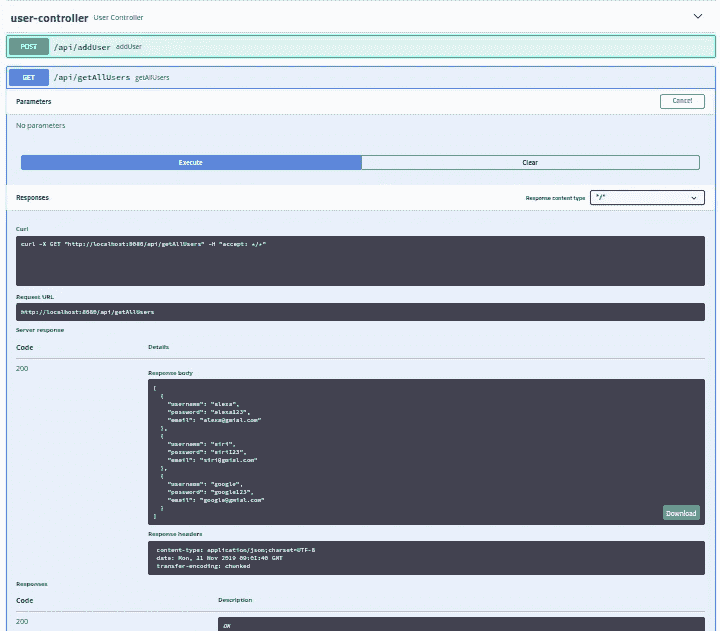 user-controller User Controller
POST /api/addUser addUser
GET /api/getAllUsers getAllUsers
Parameters Cancel
No parameters
Execute Clear
Responses Response content type */*
Curl
curl -X GET "http://localhost:8080/api/getAllUsers" -H "accept: */*"
Request URL
http://localhost:8080/api/getAllUsers
Server response
Code Details
200
Response body
[
{
"username": "alexa",
"password": "alexa123",
"email": "alexa@gmial.com"
},
{
"username": "siri",
"password": "siri123",
"email": "siri@gmial.com"
},
{
"username": "google",
"password": "google123",
"email": "google@gmial.com"
}
]
Download
Response headers
content-type: application/json;charset=UTF-8
date: Mon, 11 Nov 2019 09:01:40 GMT
transfer-encoding: chunked
Responses
Code Description
200
OK